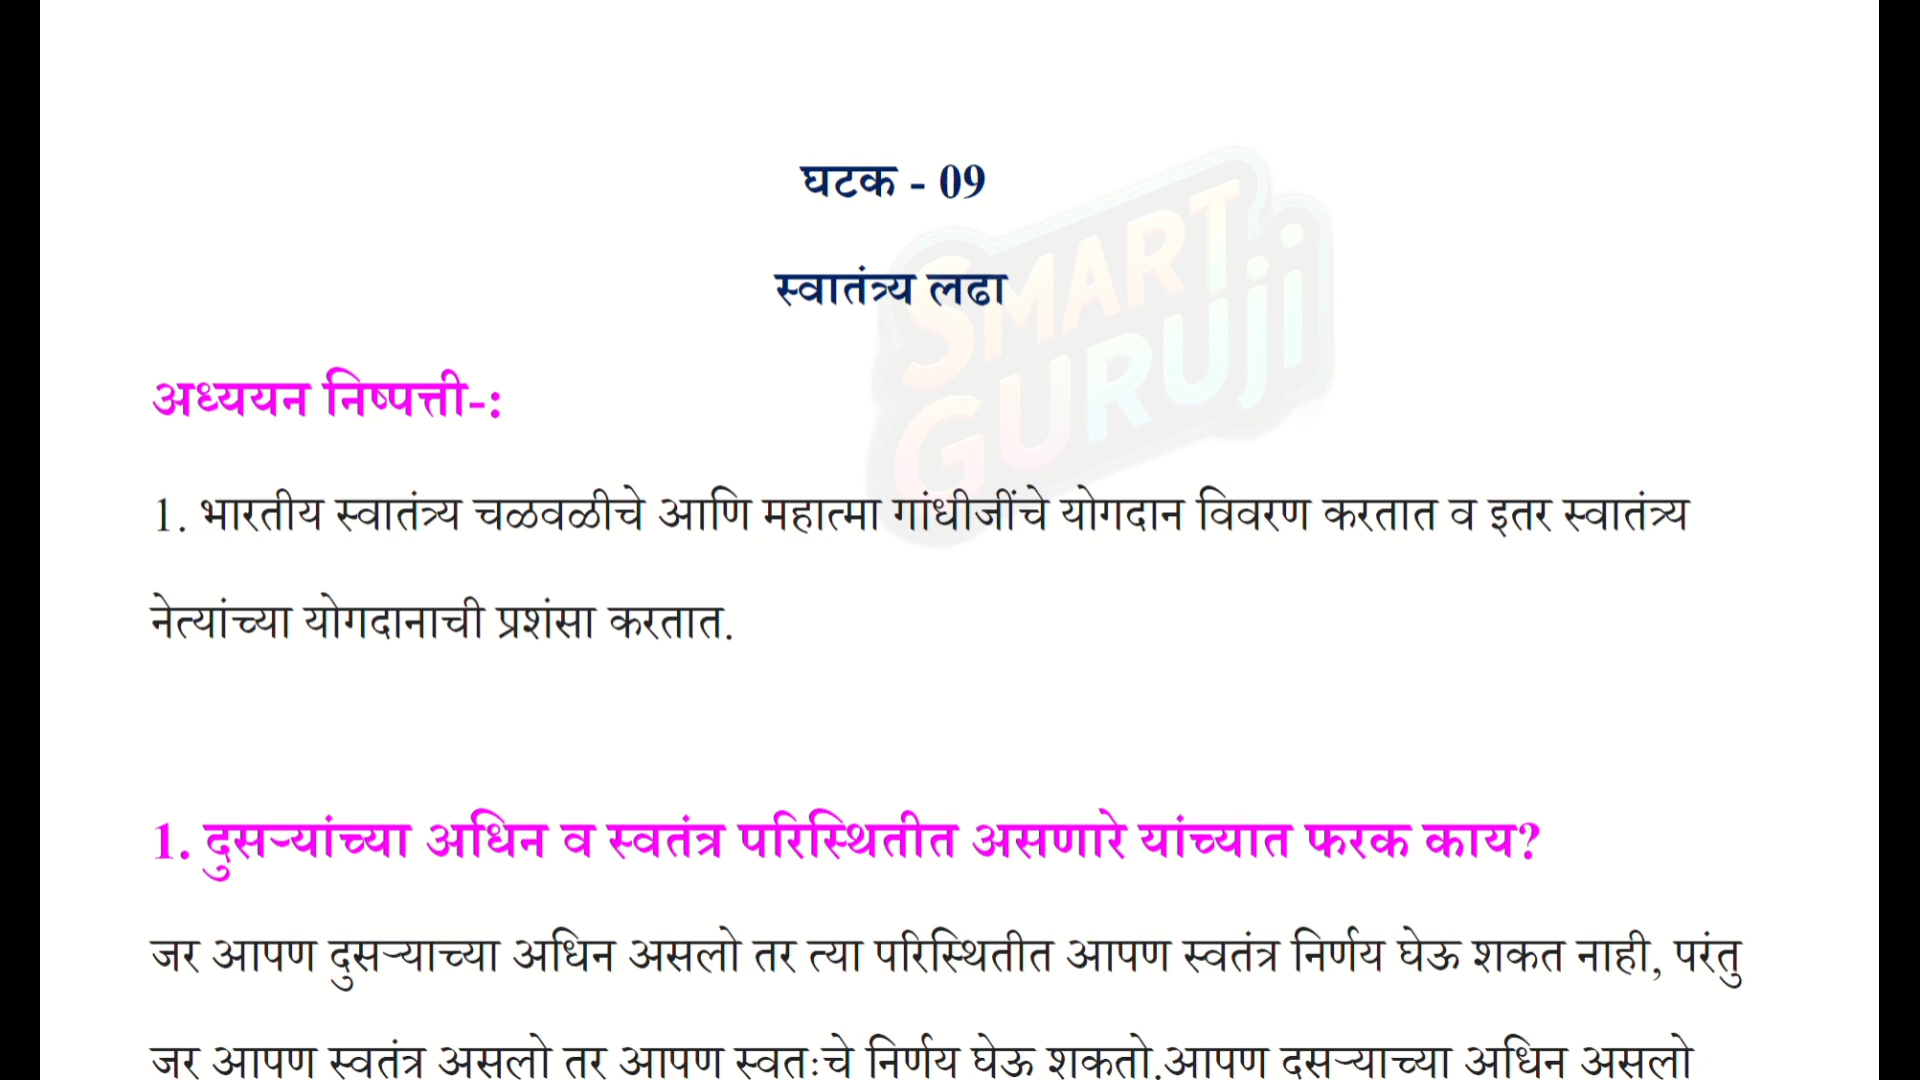 घटक - 09
स्वातंत्र्य लढा
SMART
GURUji
अध्ययन निष्पत्ती-:
1. भारतीय स्वातंत्र्य चळवळीचे आणि महात्मा गांधीजींचे योगदान विवरण करतात व इतर स्वातंत्र्य
नेत्यांच्या योगदानाची प्रशंसा करतात.
1. दुसऱ्यांच्या अधिन व स्वतंत्र परिस्थितीत असणारे यांच्यात फरक काय?
जर आपण दुसऱ्याच्या अधिन असलो तर त्या परिस्थितीत आपण स्वतंत्र निर्णय घेऊ शकत नाही, परंतु
जर आपण स्वतंत्र असलो तर आपण स्वतःचे निर्णय घेऊ शकतो.आपण दुसऱ्याच्या अधिन असलो